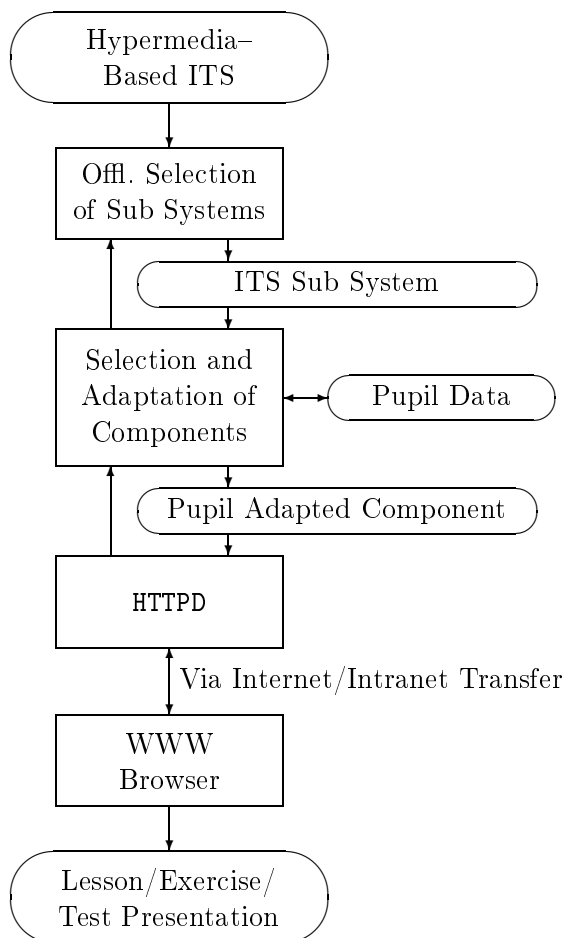 Hypermedia–
Based ITS
Offl. Selection
of Sub Systems
ITS Sub System
Selection and
Adaptation of
Components
Pupil Data
Pupil Adapted Component
HTTPD
Via Internet/Intranet Transfer
WWW
Browser
Lesson/Exercise/
Test Presentation